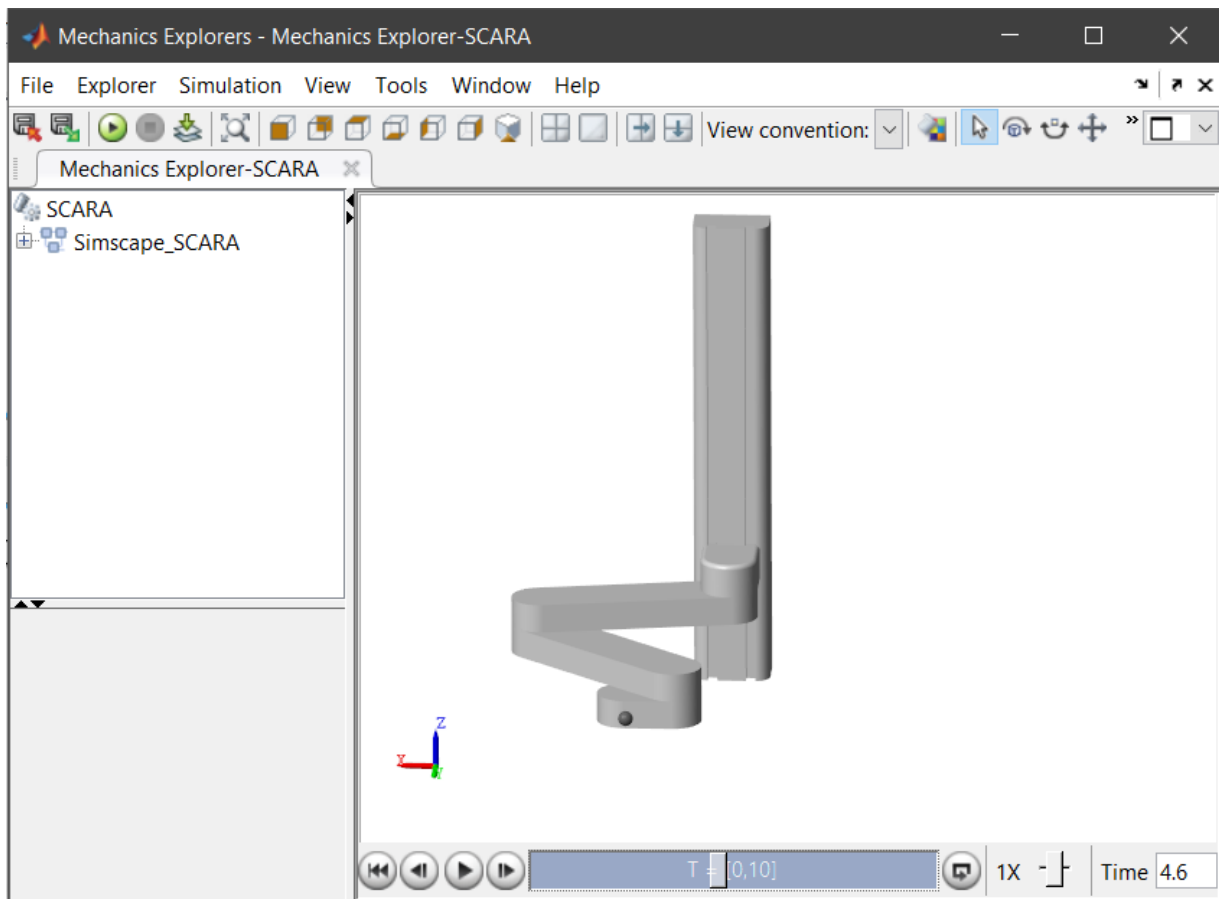 Mechanics Explorers - Mechanics Explorer-SCARA
File Explorer Simulation View Tools Window Help
View convention: »
Mechanics Explorer-SCARA
SCARA
Simscape_SCARA
Z
X
Y
T = [0,10]
1X
Time 4.6